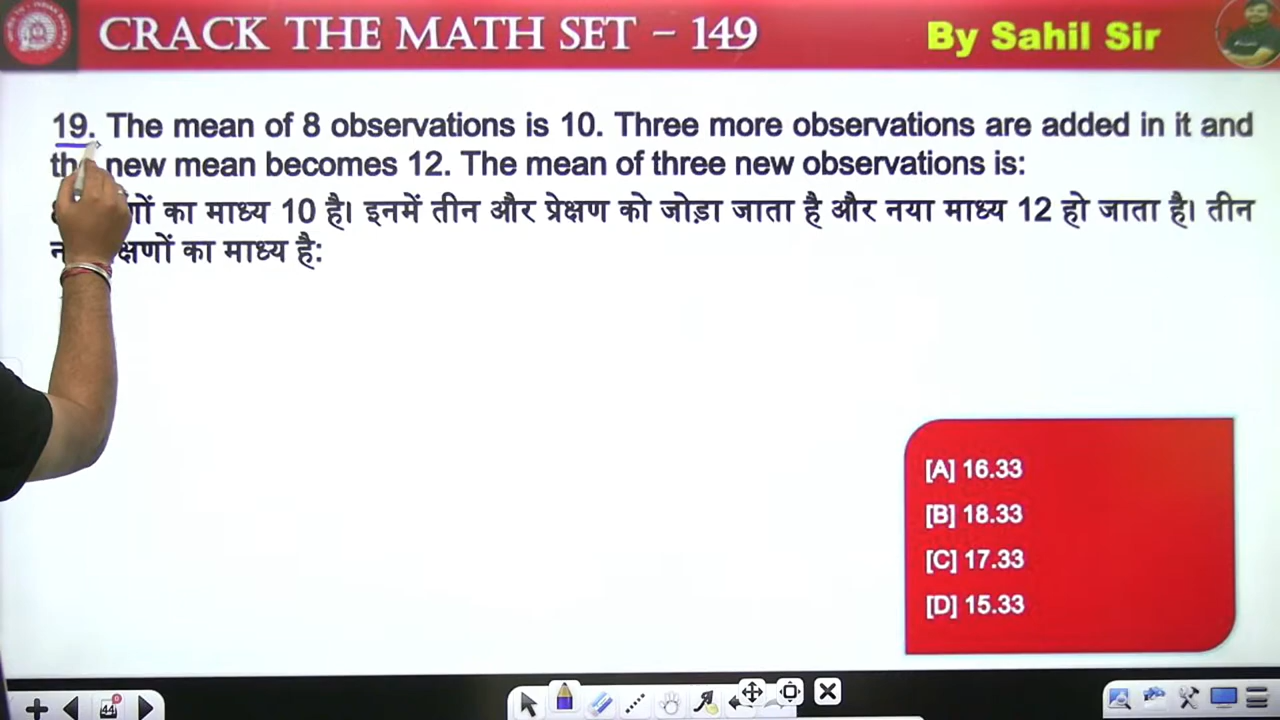 CRACK THE MATH SET – 149
By Sahil Sir
19. The mean of 8 observations is 10. Three more observations are added in it and
new mean becomes 12. The mean of three new observations is:
का माध्य 10 है। इनमें तीन और प्रेक्षण को जोड़ा जाता है और नया माध्य 12 हो जाता है। तीन
का माध्य है:
[A] 16.33
[B] 18.33
[C] 17.33
[D] 15.33
44